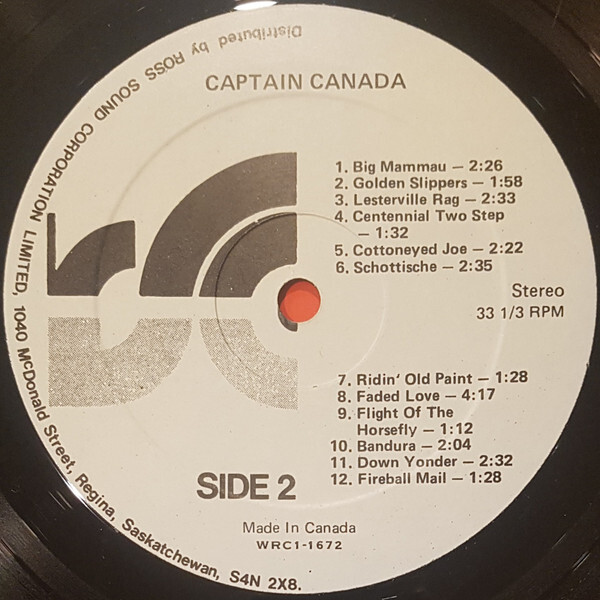 Distributed by ROSS SOUND CORPORATION LIMITED, 1040 McDonald Street, Regina, Saskatchewan, S4N 2X8.
CAPTAIN CANADA
1. Big Mammau — 2:26
2. Golden Slippers — 1:58
3. Lesterville Rag — 2:33
4. Centennial Two Step
— 1:32
5. Cottoneyed Joe — 2:22
6. Schottische — 2:35
Stereo
33 1/3 RPM
7. Ridin' Old Paint — 1:28
8. Faded Love — 4:17
9. Flight Of The
Horsefly — 1:12
10. Bandura — 2:04
11. Down Yonder — 2:32
12. Fireball Mail — 1:28
SIDE 2
Made In Canada
WRC1-1672